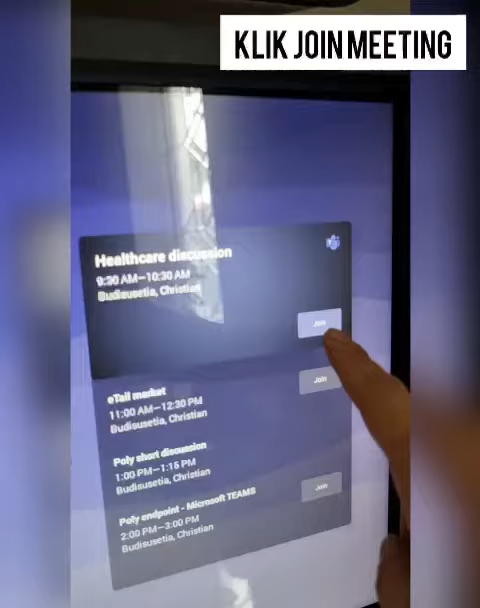 KLIK JOIN MEETING
Healthcare discussion
9:30 AM—10:30 AM
Budisusetia, Christian
Join
eTail market
11:00 AM—12:30 PM
Budisusetia, Christian
Join
Poly short discussion
1:00 PM—1:15 PM
Budisusetia, Christian
Poly endpoint - Microsoft TEAMS
2:00 PM—3:00 PM
Budisusetia, Christian
Join